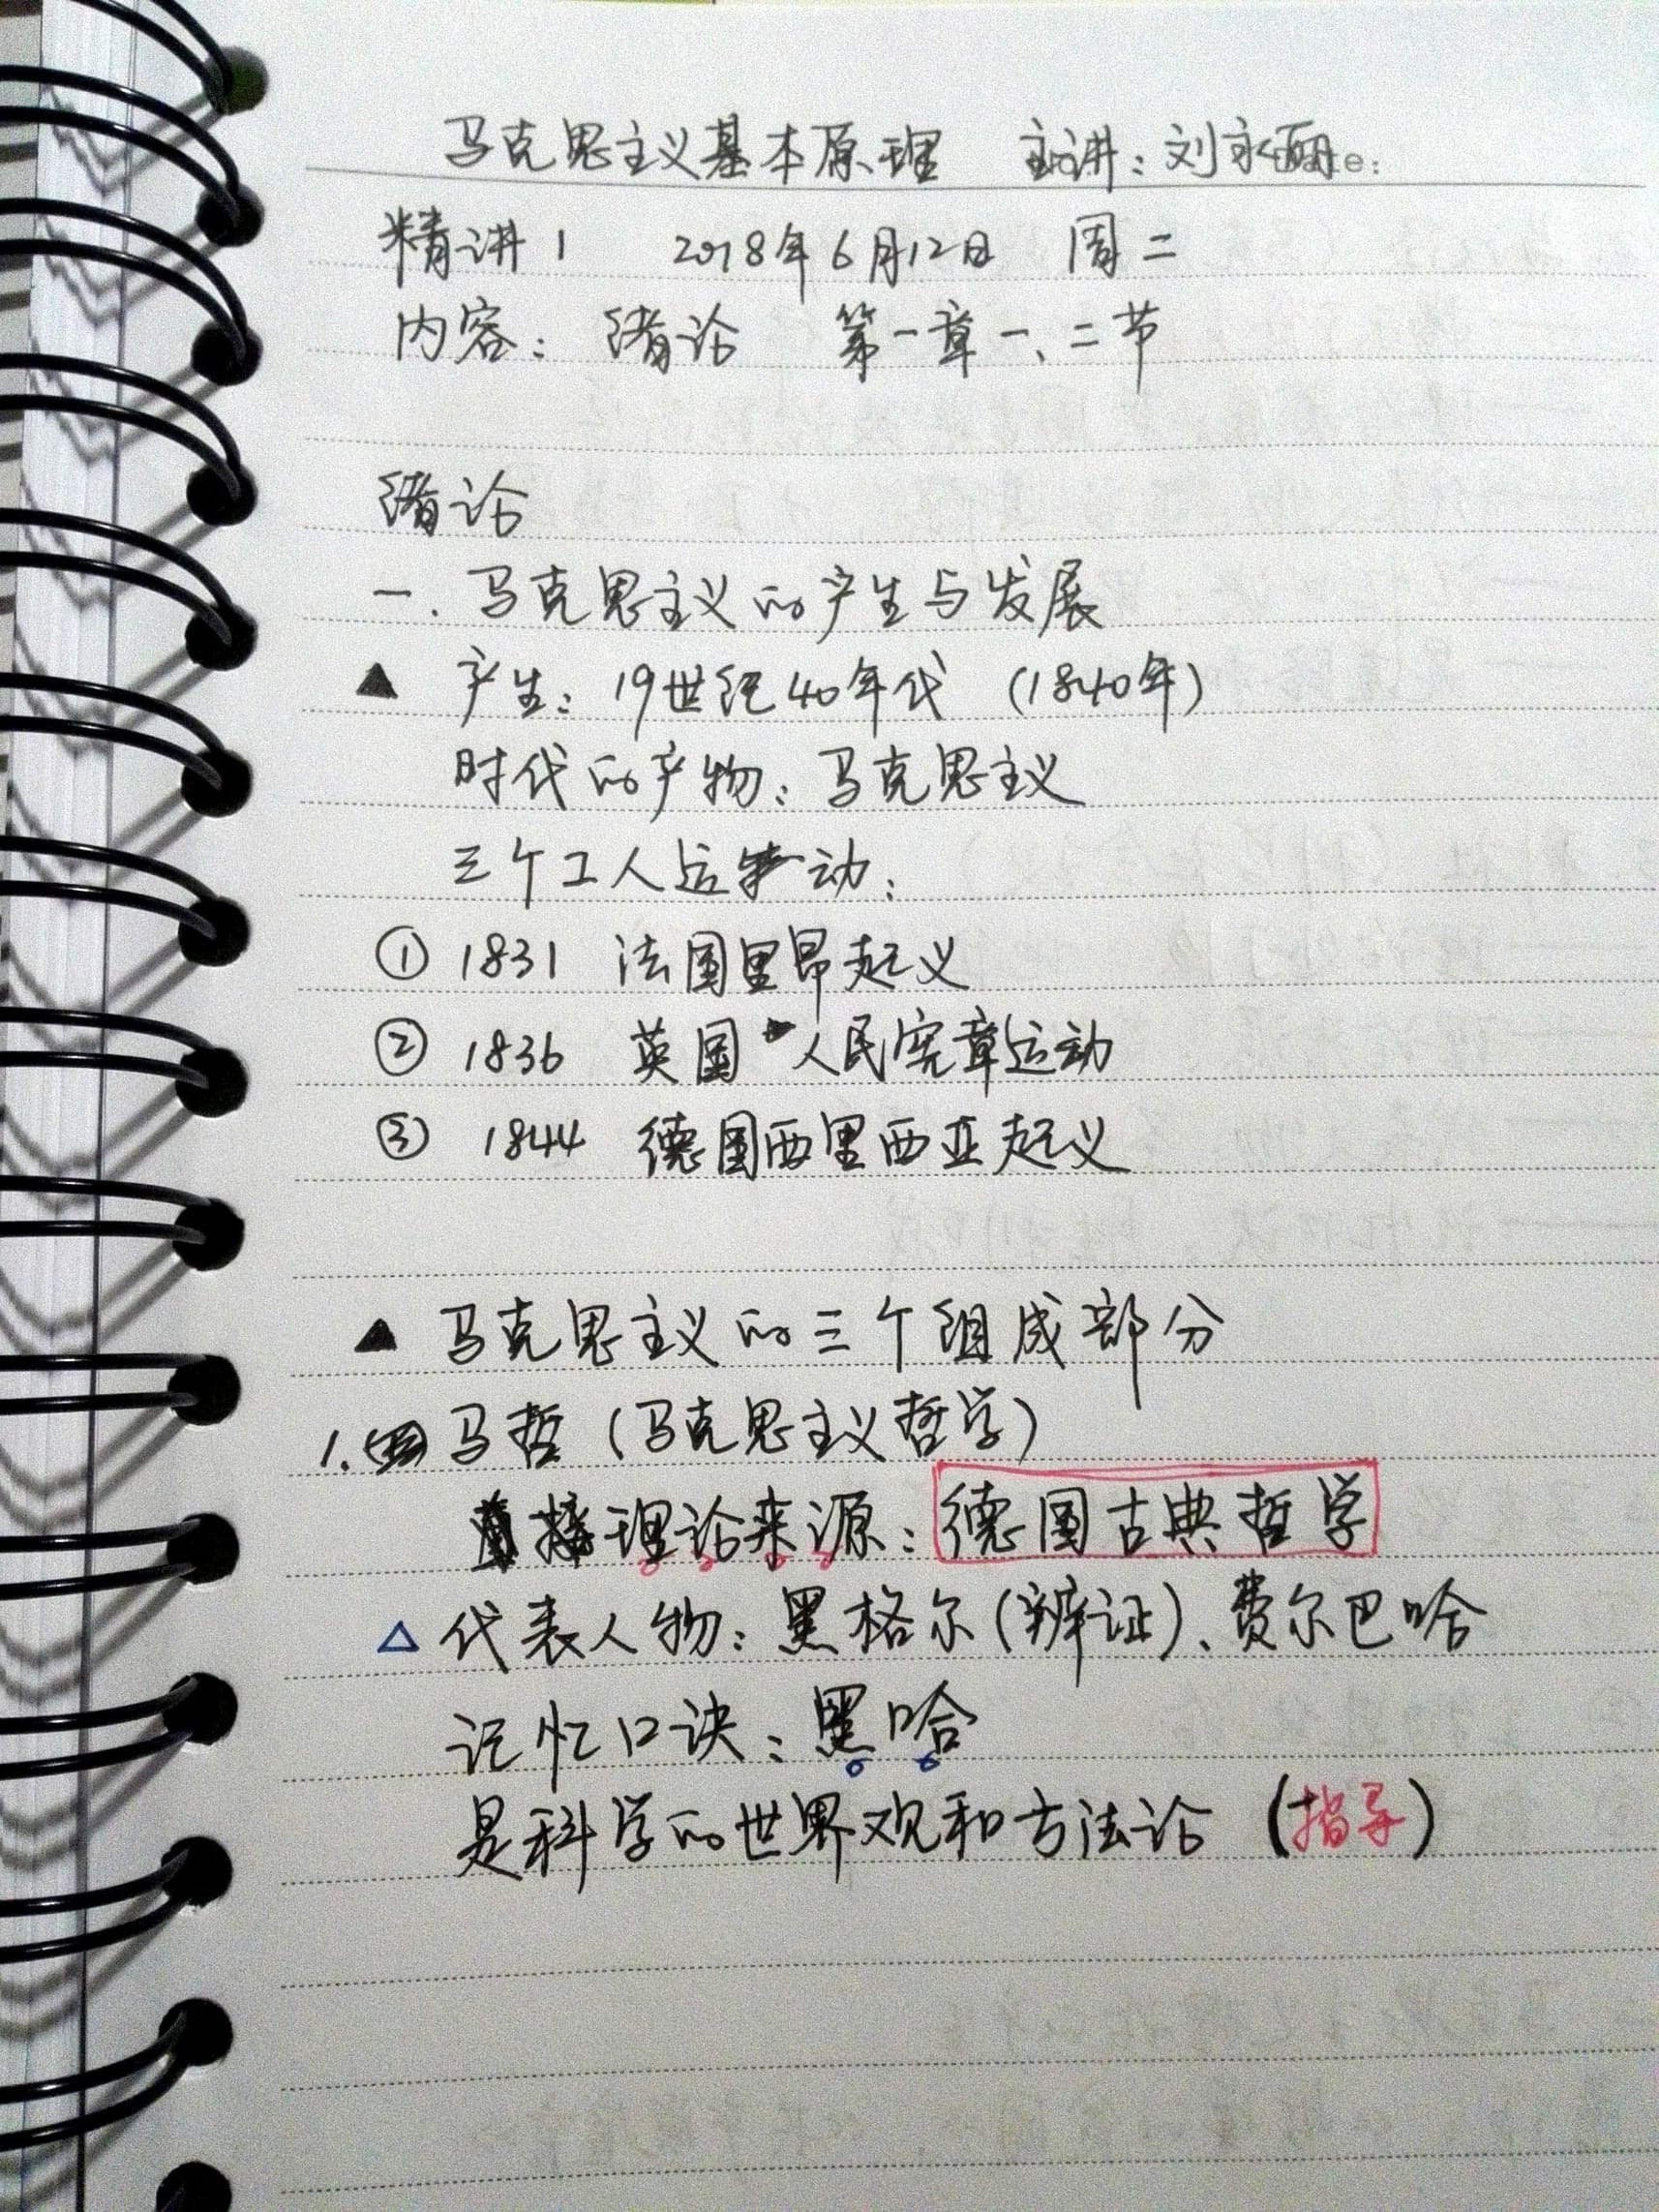 马克思主义基本原理 主讲：刘永丽
精讲1 2018年6月12日 周二
内容：绪论 第一章一、二节
绪论
一.马克思主义的产生与发展
▲ 产生：19世纪40年代（1840年）
时代的产物：马克思主义
三个工人运动：
① 1831 法国里昂起义
② 1836 英国人民宪章运动
③ 1844 德国西里西亚起义
▲ 马克思主义的三个组成部分
1.马哲（马克思主义哲学）
直接理论来源：德国古典哲学
△代表人物：黑格尔（辨证）、费尔巴哈
记忆口诀：黑哈
是科学的世界观和方法论（指导）